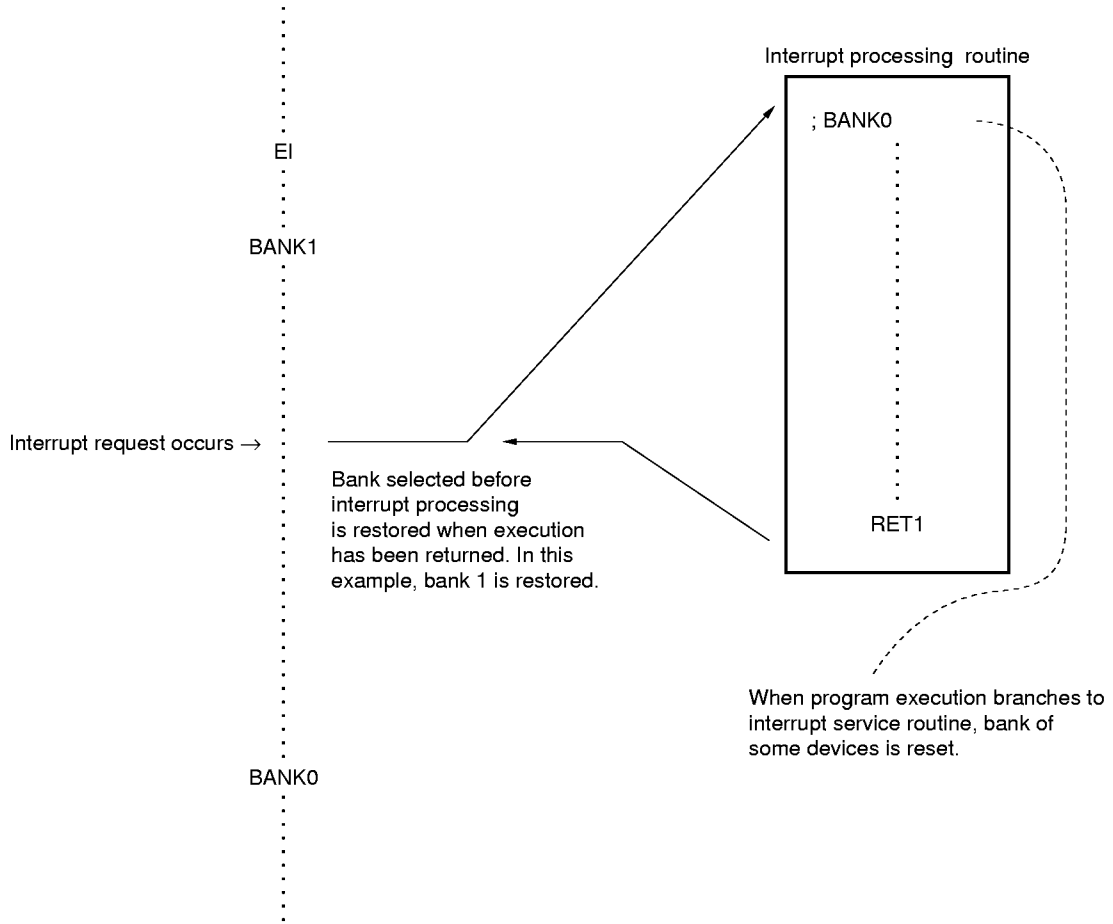 Interrupt processing routine
; BANK0
EI
BANK1
Interrupt request occurs →
Bank selected before
interrupt processing
is restored when execution
has been returned. In this
example, bank 1 is restored.
RET1
When program execution branches to
interrupt service routine, bank of
some devices is reset.
BANK0